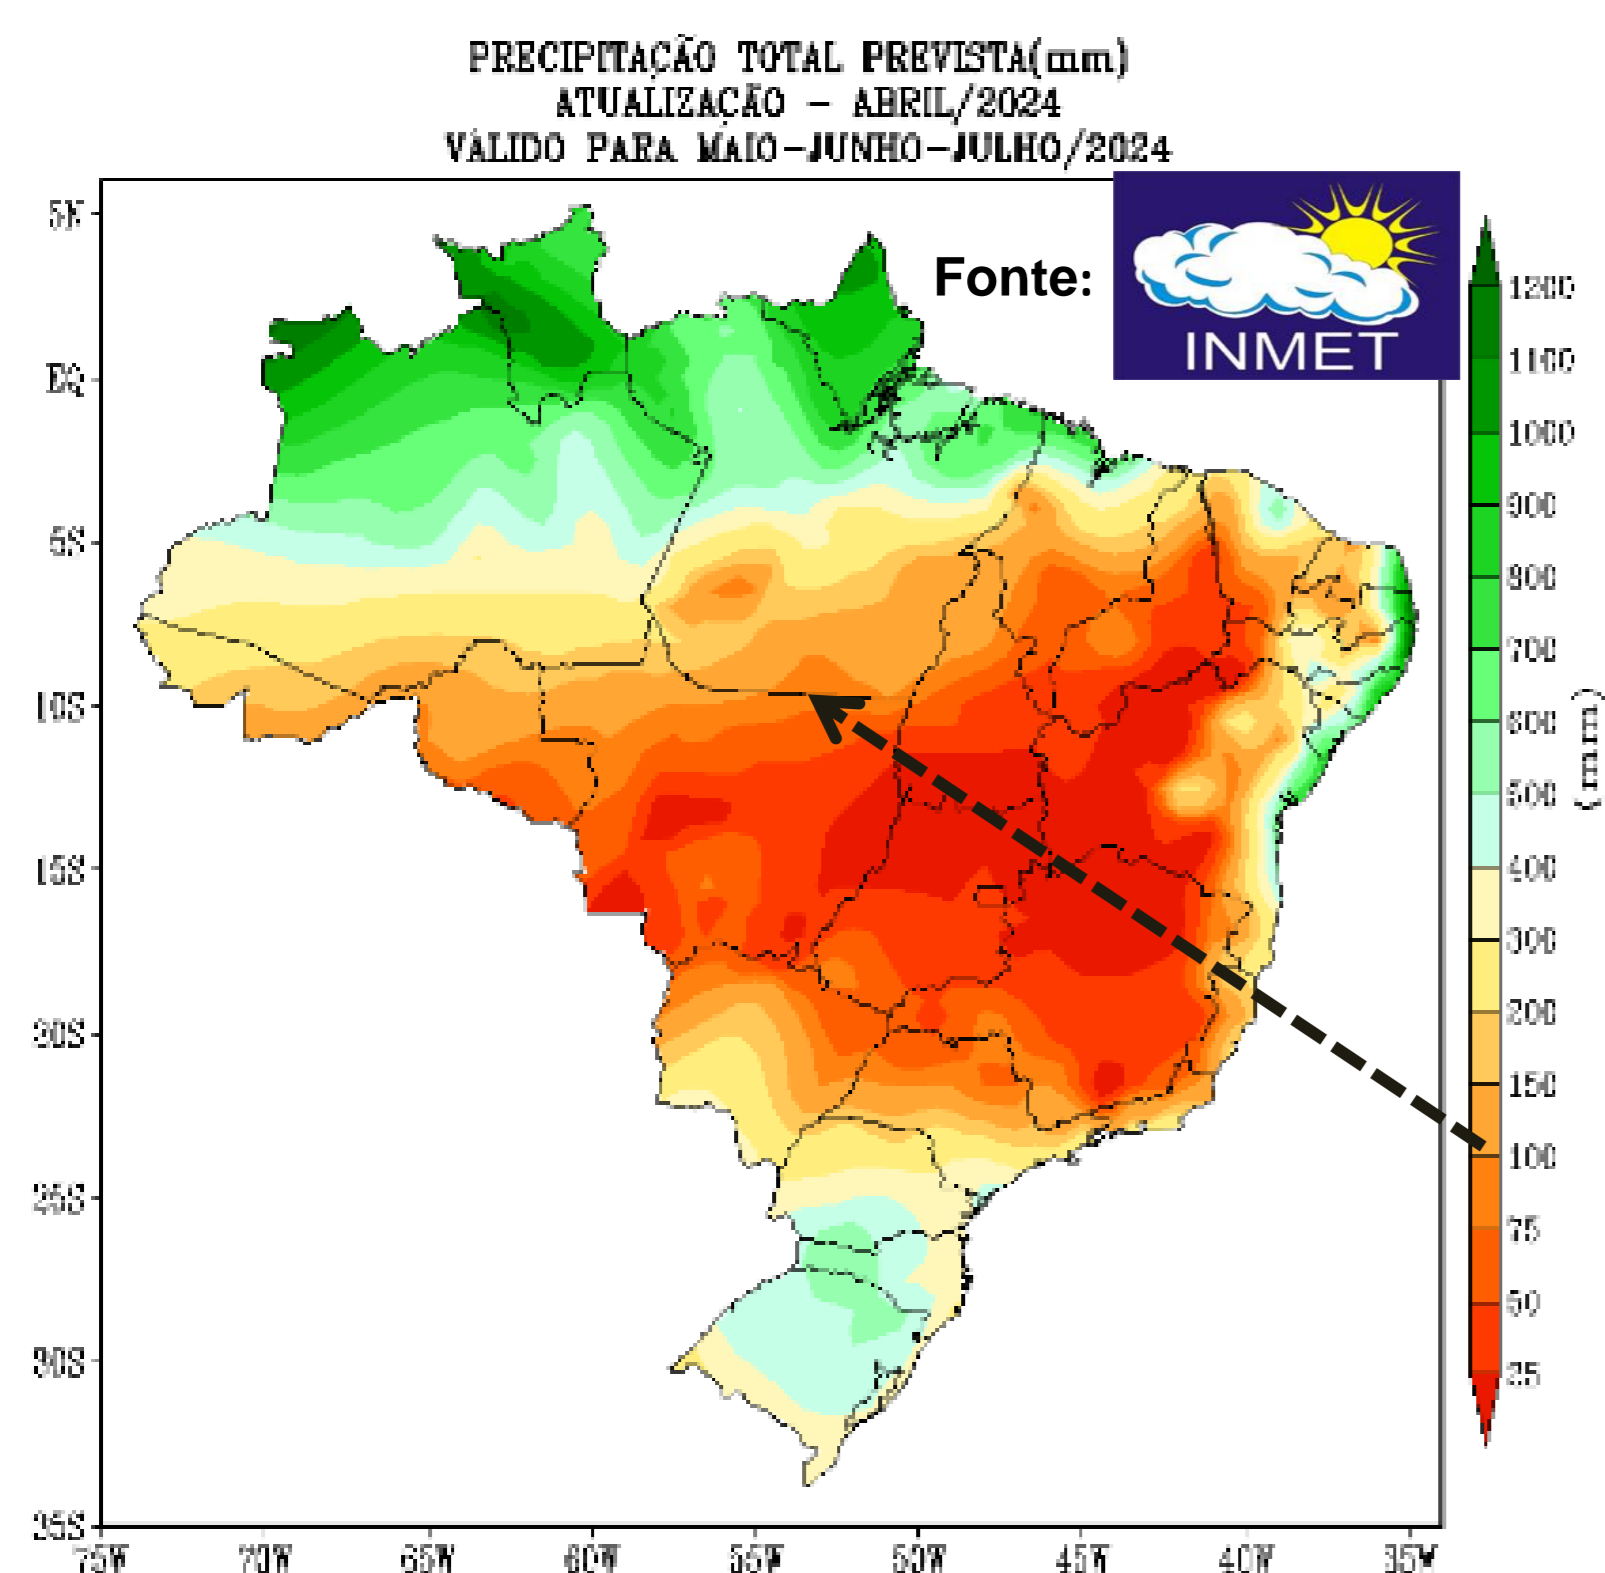 PRECIPITAÇÃO TOTAL PREVISTA(mm)
ATUALIZAÇÃO - ABRIL/2024
VÁLIDO PARA MAIO-JUNHO-JULHO/2024
Fonte:
INMET
5N
EQ
5S
10S
15S
20S
25S
30S
35S
75W
70W
65W
60W
55W
50W
45W
40W
35W
1200
1100
1000
900
800
700
600
500
400
300
200
150
100
75
50
25
(mm)